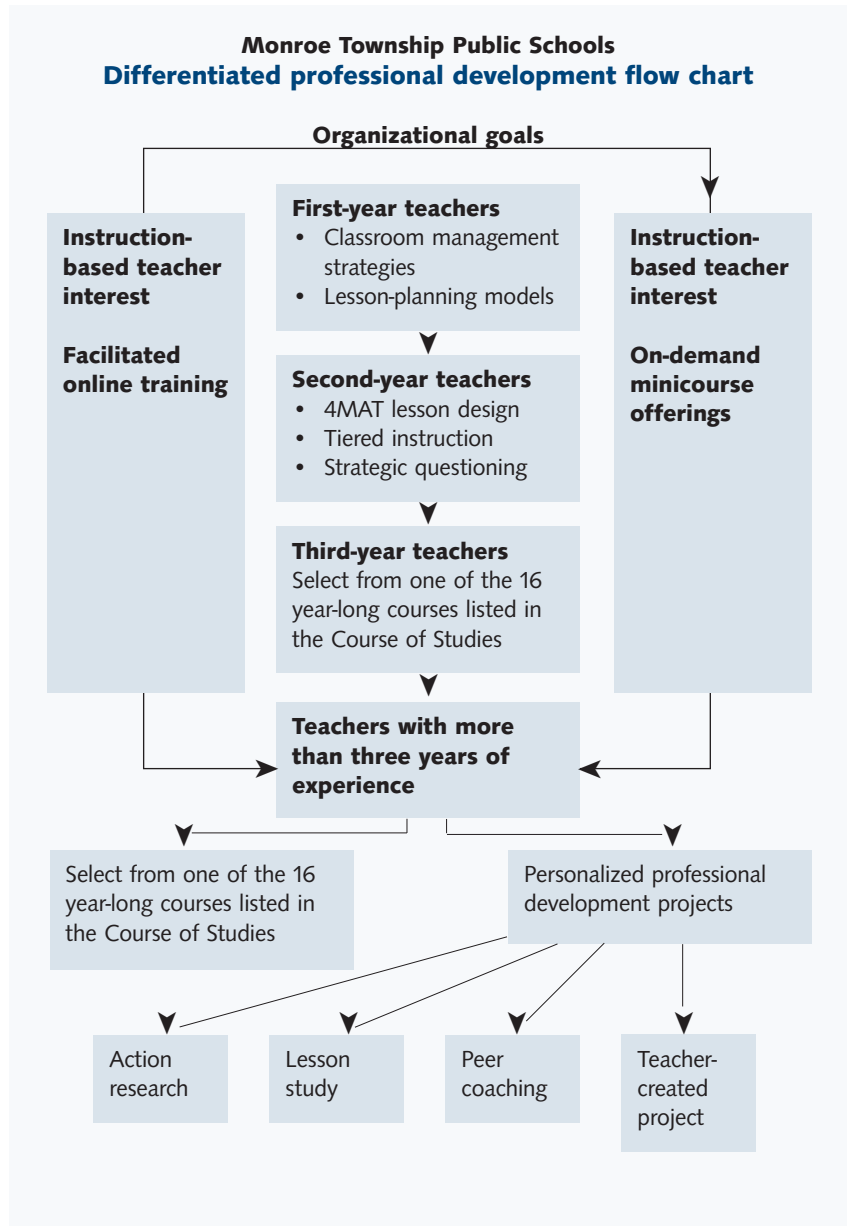 Monroe Township Public Schools
Differentiated professional development flow chart
Organizational goals
Instruction-
based teacher
interest
Facilitated
online training
First-year teachers
• Classroom management
strategies
• Lesson-planning models
Second-year teachers
• 4MAT lesson design
• Tiered instruction
• Strategic questioning
Third-year teachers
Select from one of the 16
year-long courses listed in
the Course of Studies
Instruction-
based teacher
interest
On-demand
minicourse
offerings
Teachers with more
than three years of
experience
Select from one of the 16
year-long courses listed in
the Course of Studies
Personalized professional
development projects
Action
research
Lesson
study
Peer
coaching
Teacher-
created
project